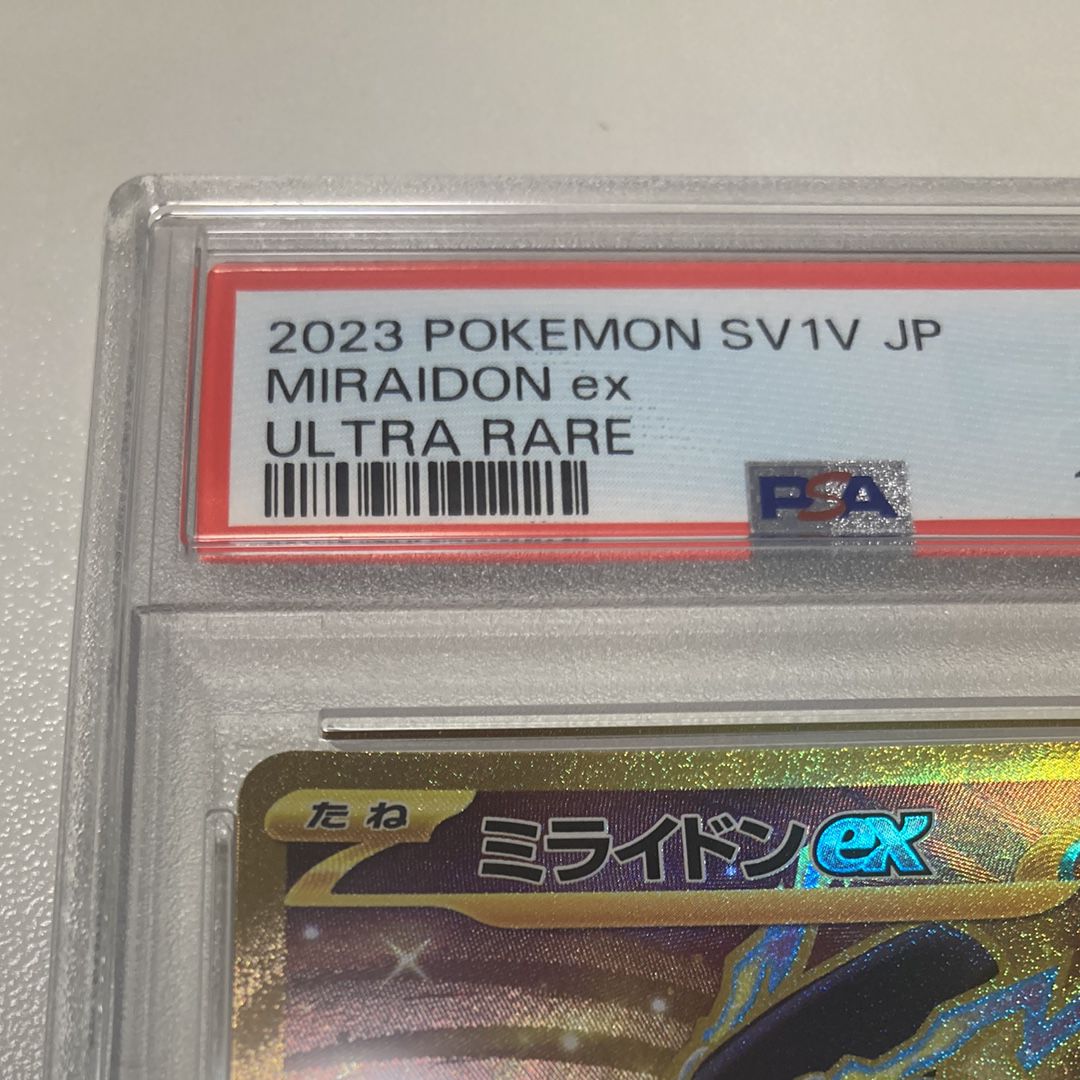 2023 POKEMON SV1V JP
MIRAIDON ex
ULTRA RARE
PSA
たね
ミライドンex